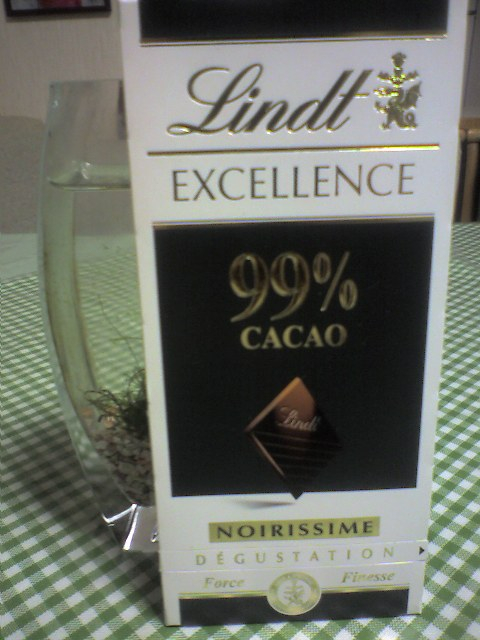 Lindt
EXCELLENCE
99%
CACAO
Lindt
NOIRISSIME
DÉGUSTATION
Force Finesse